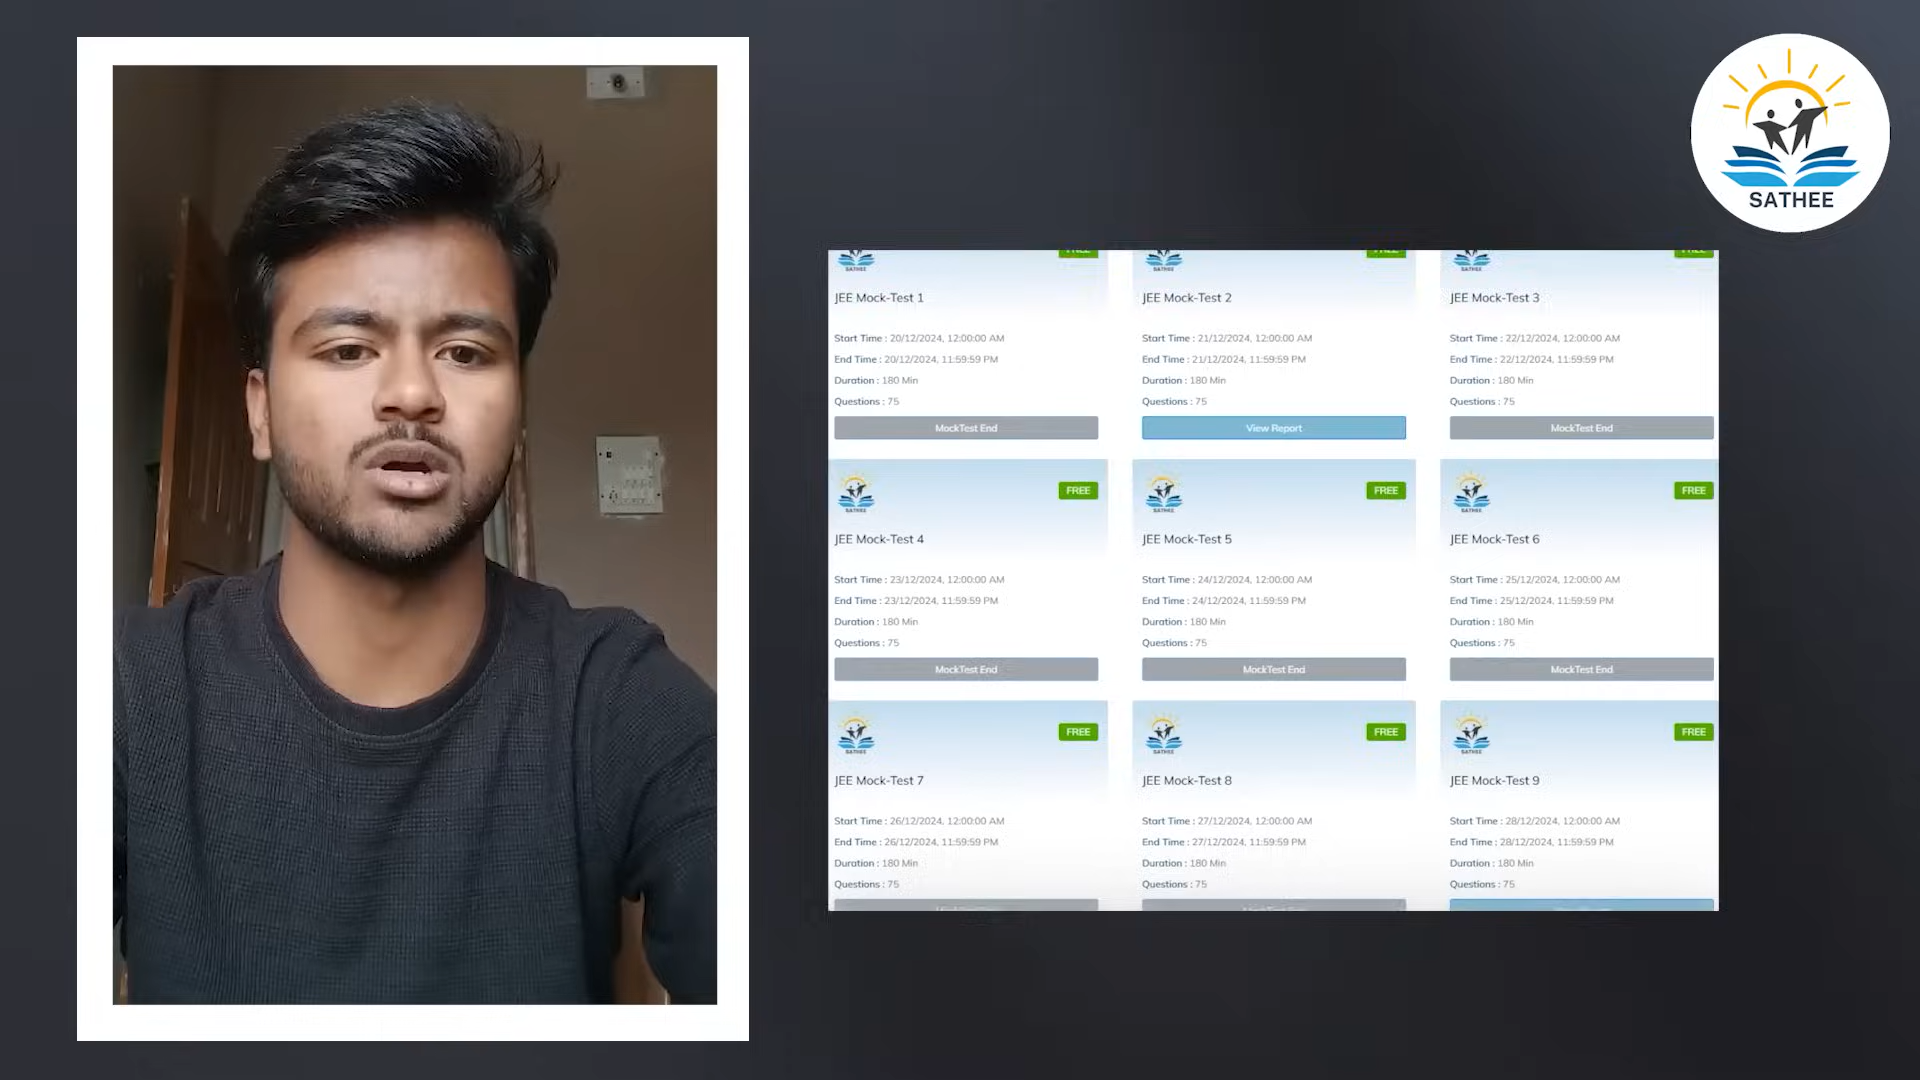 SATHEE
FREE
FREE
FREE
SATHEE
SATHEE
SATHEE
JEE Mock-Test 1
JEE Mock-Test 2
JEE Mock-Test 3
Start Time : 20/12/2024, 12:00:00 AM
Start Time : 21/12/2024, 12:00:00 AM
Start Time : 22/12/2024, 12:00:00 AM
End Time : 20/12/2024, 11:59:59 PM
End Time : 21/12/2024, 11:59:59 PM
End Time : 22/12/2024, 11:59:59 PM
Duration : 180 Min
Duration : 180 Min
Duration : 180 Min
Questions : 75
Questions : 75
Questions : 75
MockTest End
View Report
MockTest End
FREE
FREE
FREE
SATHEE
SATHEE
SATHEE
JEE Mock-Test 4
JEE Mock-Test 5
JEE Mock-Test 6
Start Time : 23/12/2024, 12:00:00 AM
Start Time : 24/12/2024, 12:00:00 AM
Start Time : 25/12/2024, 12:00:00 AM
End Time : 23/12/2024, 11:59:59 PM
End Time : 24/12/2024, 11:59:59 PM
End Time : 25/12/2024, 11:59:59 PM
Duration : 180 Min
Duration : 180 Min
Duration : 180 Min
Questions : 75
Questions : 75
Questions : 75
MockTest End
MockTest End
MockTest End
FREE
FREE
FREE
SATHEE
SATHEE
SATHEE
JEE Mock-Test 7
JEE Mock-Test 8
JEE Mock-Test 9
Start Time : 26/12/2024, 12:00:00 AM
Start Time : 27/12/2024, 12:00:00 AM
Start Time : 28/12/2024, 12:00:00 AM
End Time : 26/12/2024, 11:59:59 PM
End Time : 27/12/2024, 11:59:59 PM
End Time : 28/12/2024, 11:59:59 PM
Duration : 180 Min
Duration : 180 Min
Duration : 180 Min
Questions : 75
Questions : 75
Questions : 75